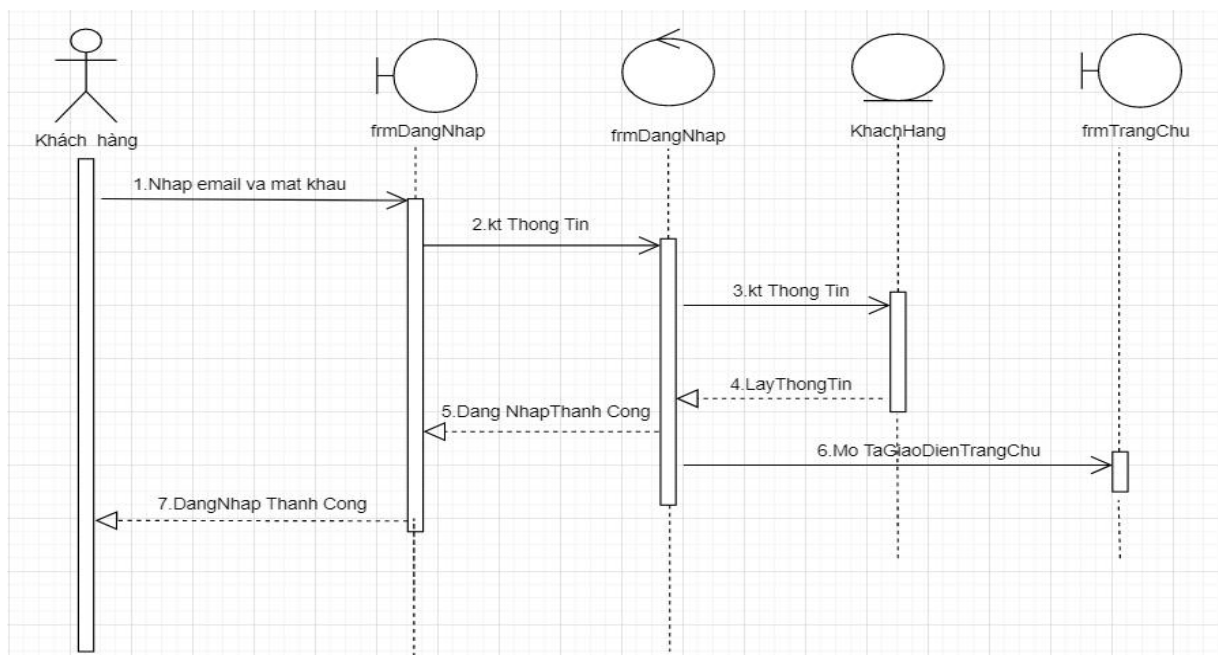 Khách hàng
frmDangNhap
frmDangNhap
KhachHang
frmTrangChu
1.Nhap email va mat khau
2.kt Thong Tin
3.kt Thong Tin
4.LayThongTin
5.Dang NhapThanh Cong
6.Mo TaGiaoDienTrangChu
7.DangNhap Thanh Cong